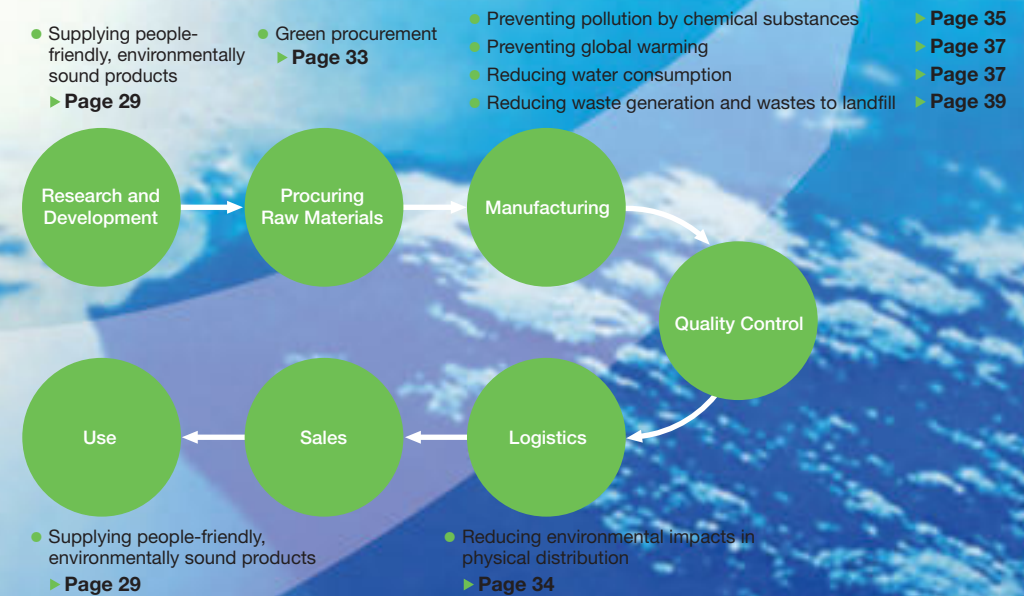 ● Supplying people-
friendly, environmentally
sound products
▶ Page 29
● Green procurement
▶ Page 33
● Preventing pollution by chemical substances ▶ Page 35
● Preventing global warming ▶ Page 37
● Reducing water consumption ▶ Page 37
● Reducing waste generation and wastes to landfill ▶ Page 39
Research and
Development
Procuring
Raw Materials
Manufacturing
Quality Control
Logistics
Sales
Use
● Supplying people-friendly,
environmentally sound products
▶ Page 29
● Reducing environmental impacts in
physical distribution
▶ Page 34